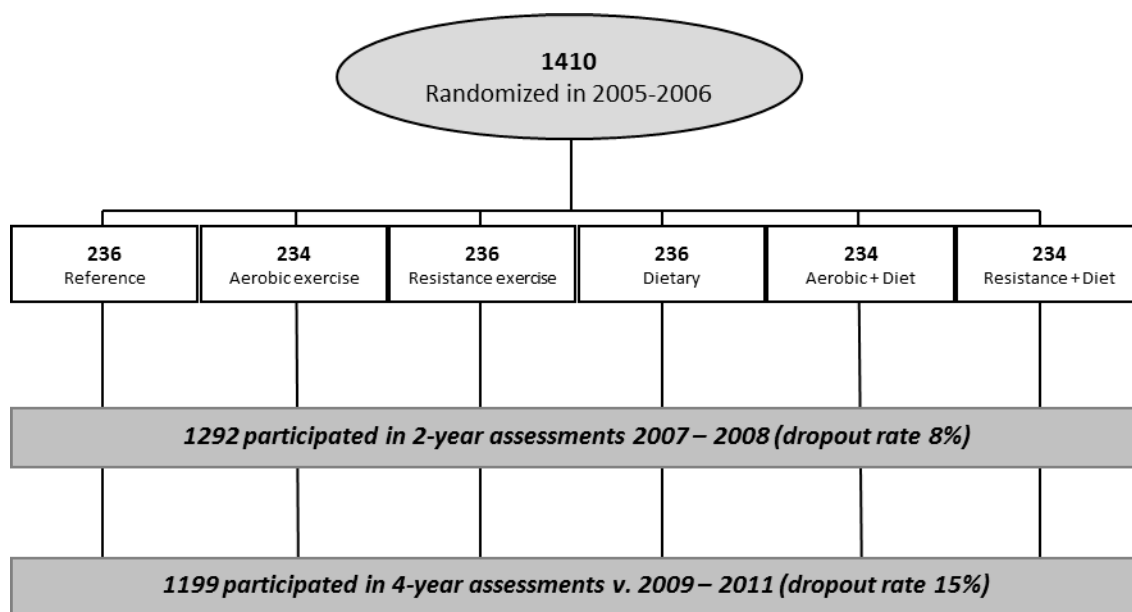 1410
Randomized in 2005-2006
236
Reference
234
Aerobic exercise
236
Resistance exercise
236
Dietary
234
Aerobic + Diet
234
Resistance + Diet
1292 participated in 2-year assessments 2007 – 2008 (dropout rate 8%)
1199 participated in 4-year assessments v. 2009 – 2011 (dropout rate 15%)